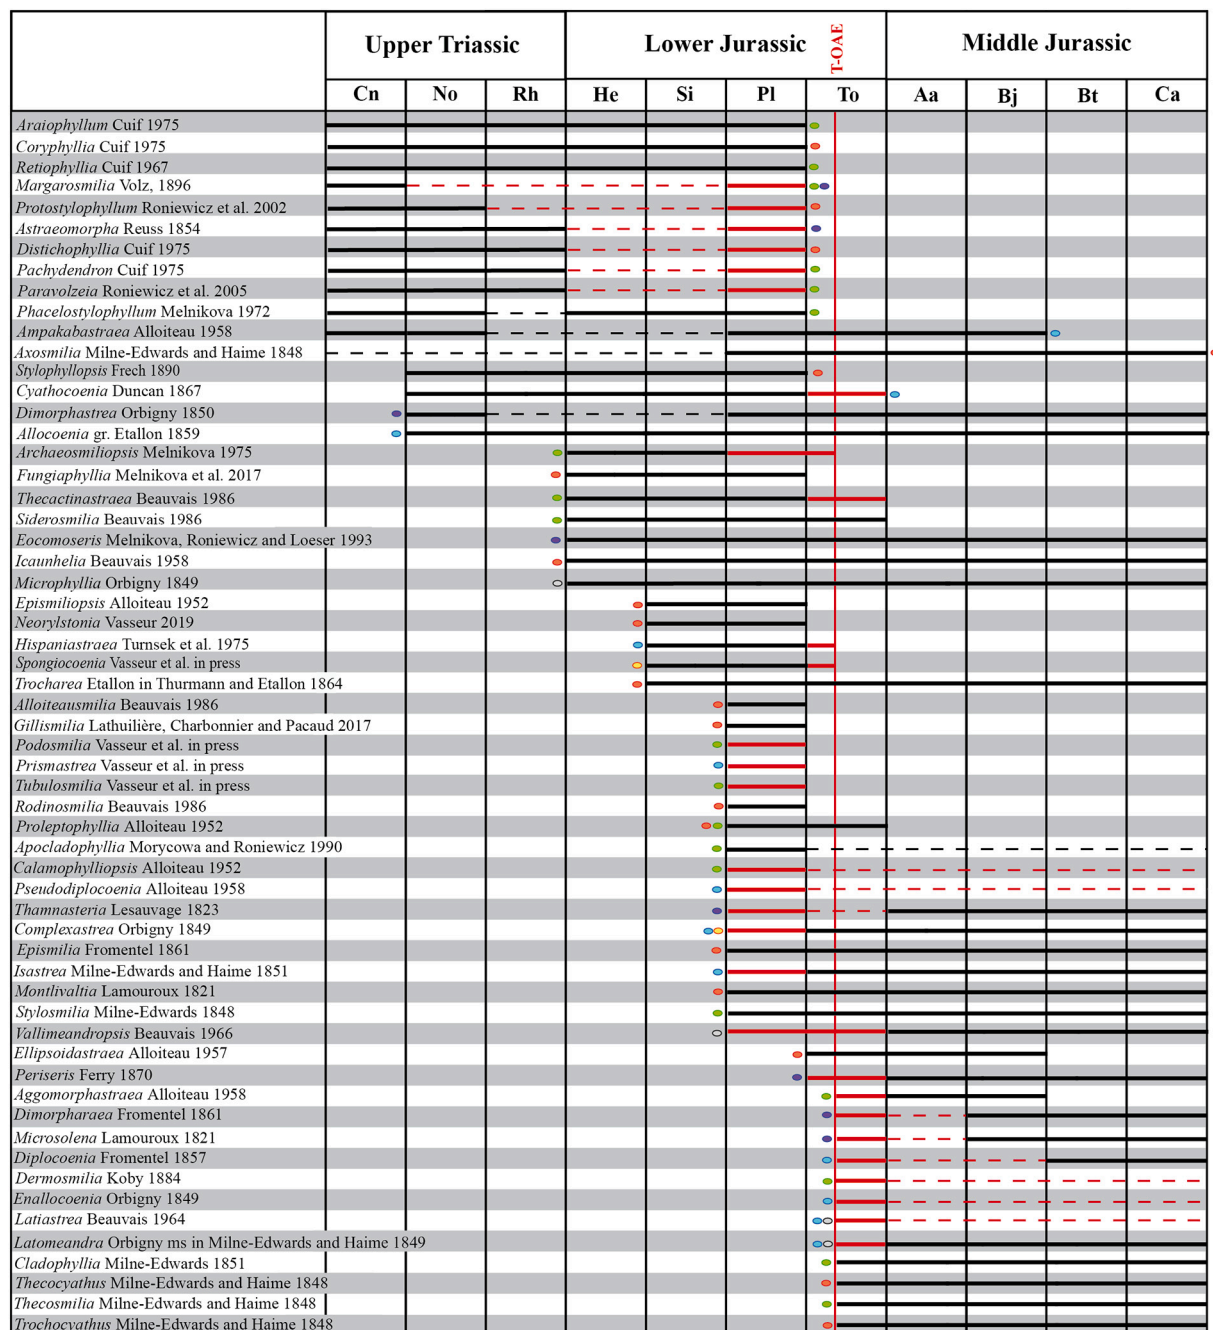 Upper Triassic
Lower Jurassic
T-OAE
Middle Jurassic
Cn No Rh He Si Pl To Aa Bj Bt Ca
Araiophyllum Cuif 1975
Coryphyllia Cuif 1975
Retiophyllia Cuif 1967
Margarosmilia Volz, 1896
Protostylophyllum Roniewicz et al. 2002
Astraeomorpha Reuss 1854
Distichophyllia Cuif 1975
Pachydendron Cuif 1975
Paravolzeia Roniewicz et al. 2005
Phacelostylophyllum Melnikova 1972
Ampakabastraea Alloiteau 1958
Axosmilia Milne-Edwards and Haime 1848
Stylophyllopsis Frech 1890
Cyathocoenia Duncan 1867
Dimorphastrea Orbigny 1850
Allocoenia gr. Etallon 1859
Archaeosmiliopsis Melnikova 1975
Fungiaphyllia Melnikova et al. 2017
Thecactinastraea Beauvais 1986
Siderosmilia Beauvais 1986
Eocomoseris Melnikova, Roniewicz and Loeser 1993
Icaunhelia Beauvais 1958
Microphyllia Orbigny 1849
Epismiliopsis Alloiteau 1952
Neorylstonia Vasseur 2019
Hispaniastraea Turnsek et al. 1975
Spongiocoenia Vasseur et al. in press
Trocharea Etallon in Thurmann and Etallon 1864
Alloiteausmilia Beauvais 1986
Gillismilia Lathuilière, Charbonnier and Pacaud 2017
Podosmilia Vasseur et al. in press
Prismastrea Vasseur et al. in press
Tubulosmilia Vasseur et al. in press
Rodinosmilia Beauvais 1986
Proleptophyllia Alloiteau 1952
Apocladophyllia Morycowa and Roniewicz 1990
Calamophylliopsis Alloiteau 1952
Pseudodiplocoenia Alloiteau 1958
Thamnasteria Lesauvage 1823
Complexastrea Orbigny 1849
Epismilia Fromentel 1861
Isastrea Milne-Edwards and Haime 1851
Montlivaltia Lamouroux 1821
Stylosmilia Milne-Edwards 1848
Vallimeandropsis Beauvais 1966
Ellipsoidastraea Alloiteau 1957
Periseris Ferry 1870
Aggomorphastraea Alloiteau 1958
Dimorpharaea Fromentel 1861
Microsolena Lamouroux 1821
Diplocoenia Fromentel 1857
Dermosmilia Koby 1884
Enallocoenia Orbigny 1849
Latiastrea Beauvais 1964
Latomeandra Orbigny ms in Milne-Edwards and Haime 1849
Cladophyllia Milne-Edwards 1851
Thecocyathus Milne-Edwards and Haime 1848
Thecosmilia Milne-Edwards and Haime 1848
Trochocyathus Milne-Edwards and Haime 1848